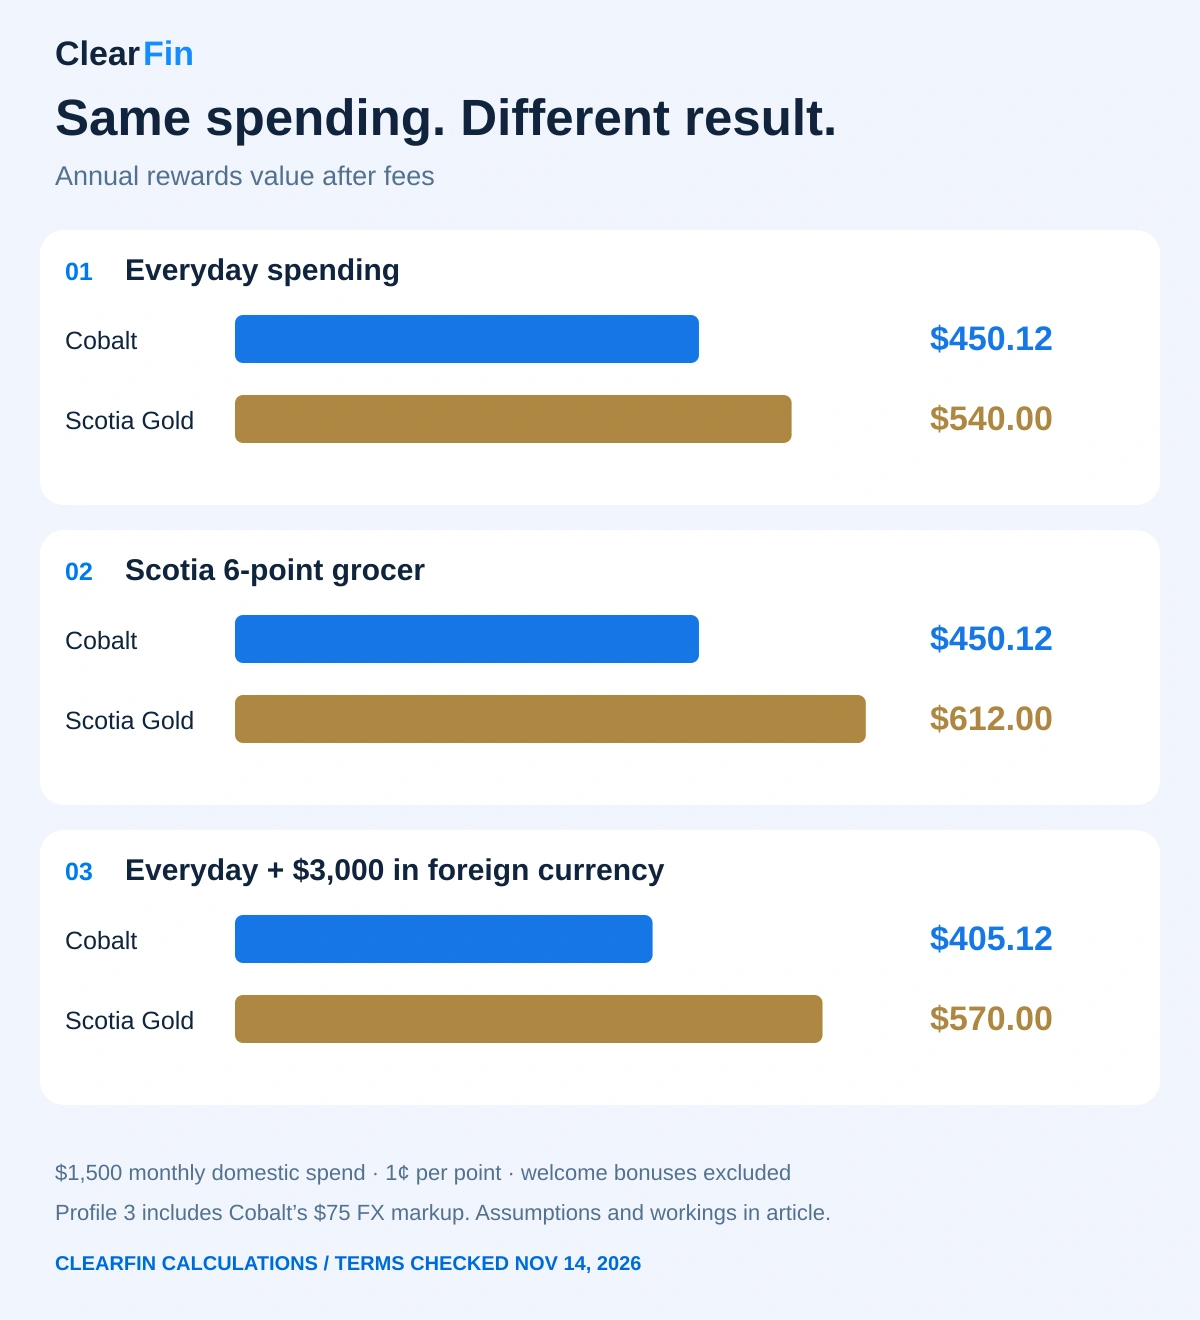 ClearFin
Same spending. Different result.
Annual rewards value after fees
01 Everyday spending
Cobalt $450.12
Scotia Gold $540.00
02 Scotia 6-point grocer
Cobalt $450.12
Scotia Gold $612.00
03 Everyday + $3,000 in foreign currency
Cobalt $405.12
Scotia Gold $570.00
$1,500 monthly domestic spend · 1¢ per point · welcome bonuses excluded
Profile 3 includes Cobalt’s $75 FX markup. Assumptions and workings in article.
CLEARFIN CALCULATIONS / TERMS CHECKED NOV 14, 2026